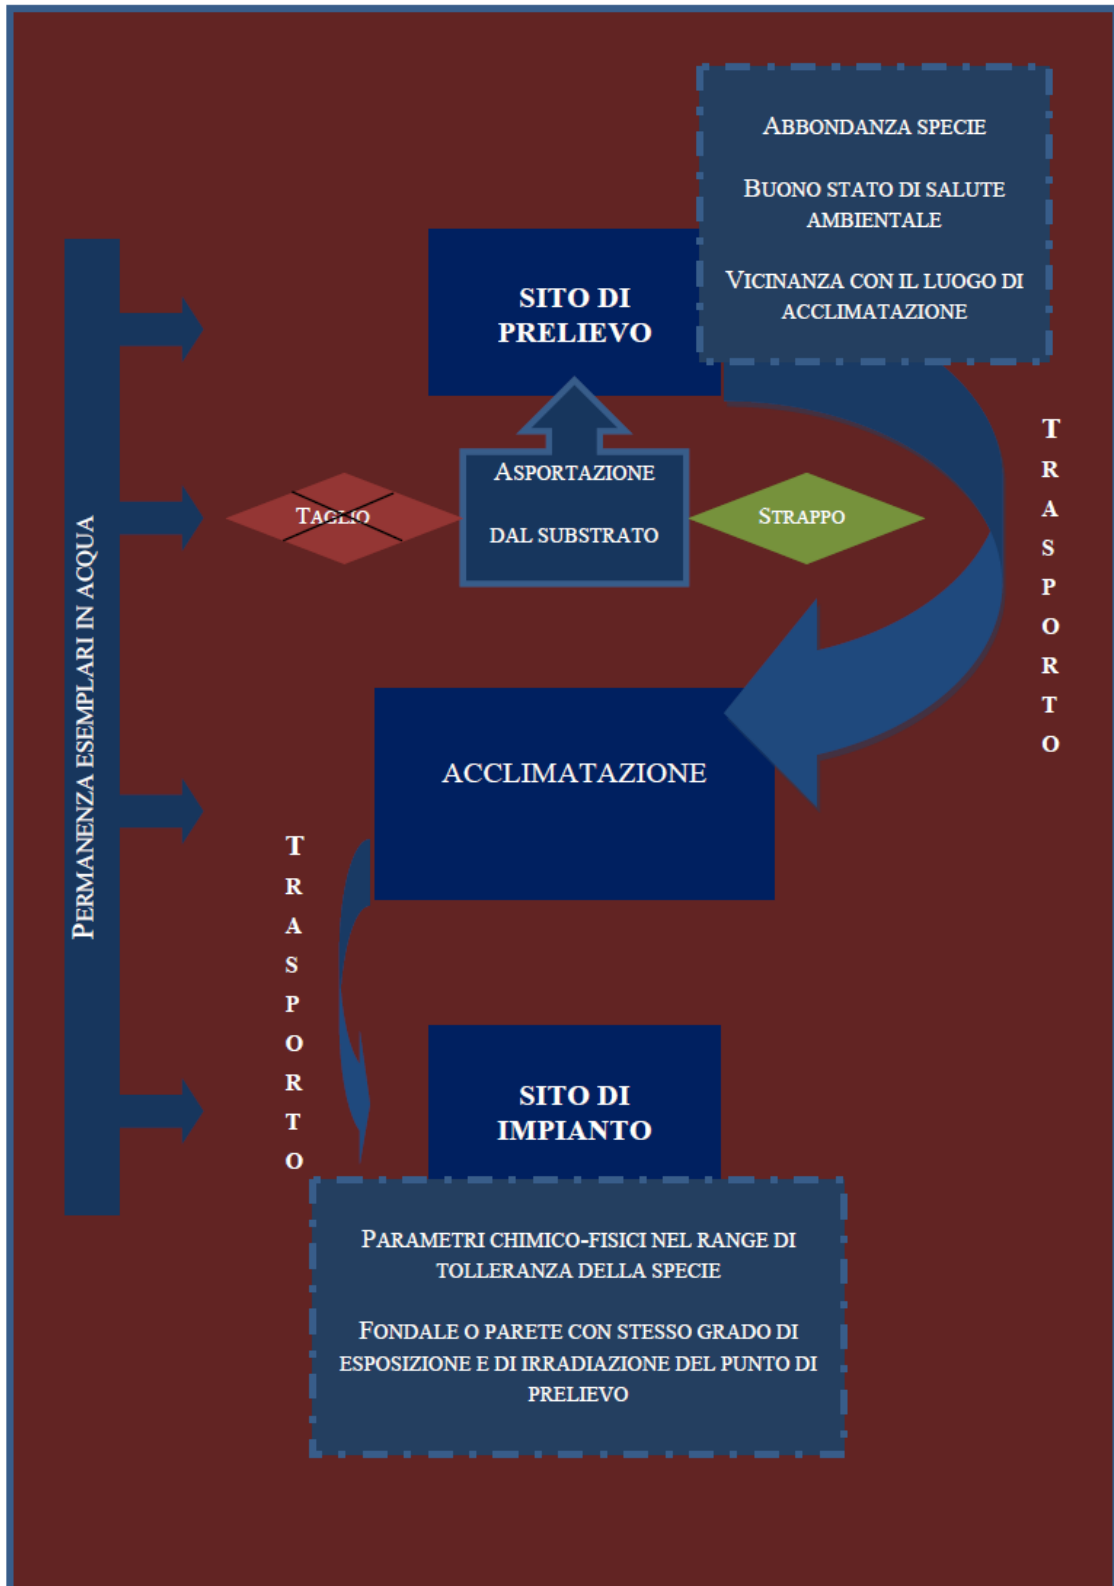 ABBONDANZA SPECIE
BUONO STATO DI SALUTE
AMBIENTALE
VICINANZA CON IL LUOGO DI
ACCLIMATAZIONE
SITO DI
PRELIEVO
TRASPORTO
ASPORTAZIONE
DAL SUBSTRATO
TAGLIO
STRAPPO
PERMANENZA ESEMPLARI IN ACQUA
ACCLIMATAZIONE
TRASPORTO
SITO DI
IMPIANTO
PARAMETRI CHIMICO-FISICI NEL RANGE DI
TOLLERANZA DELLA SPECIE
FONDALE O PARETE CON STESSO GRADO DI
ESPOSIZIONE E DI IRRADIAZIONE DEL PUNTO DI
PRELIEVO